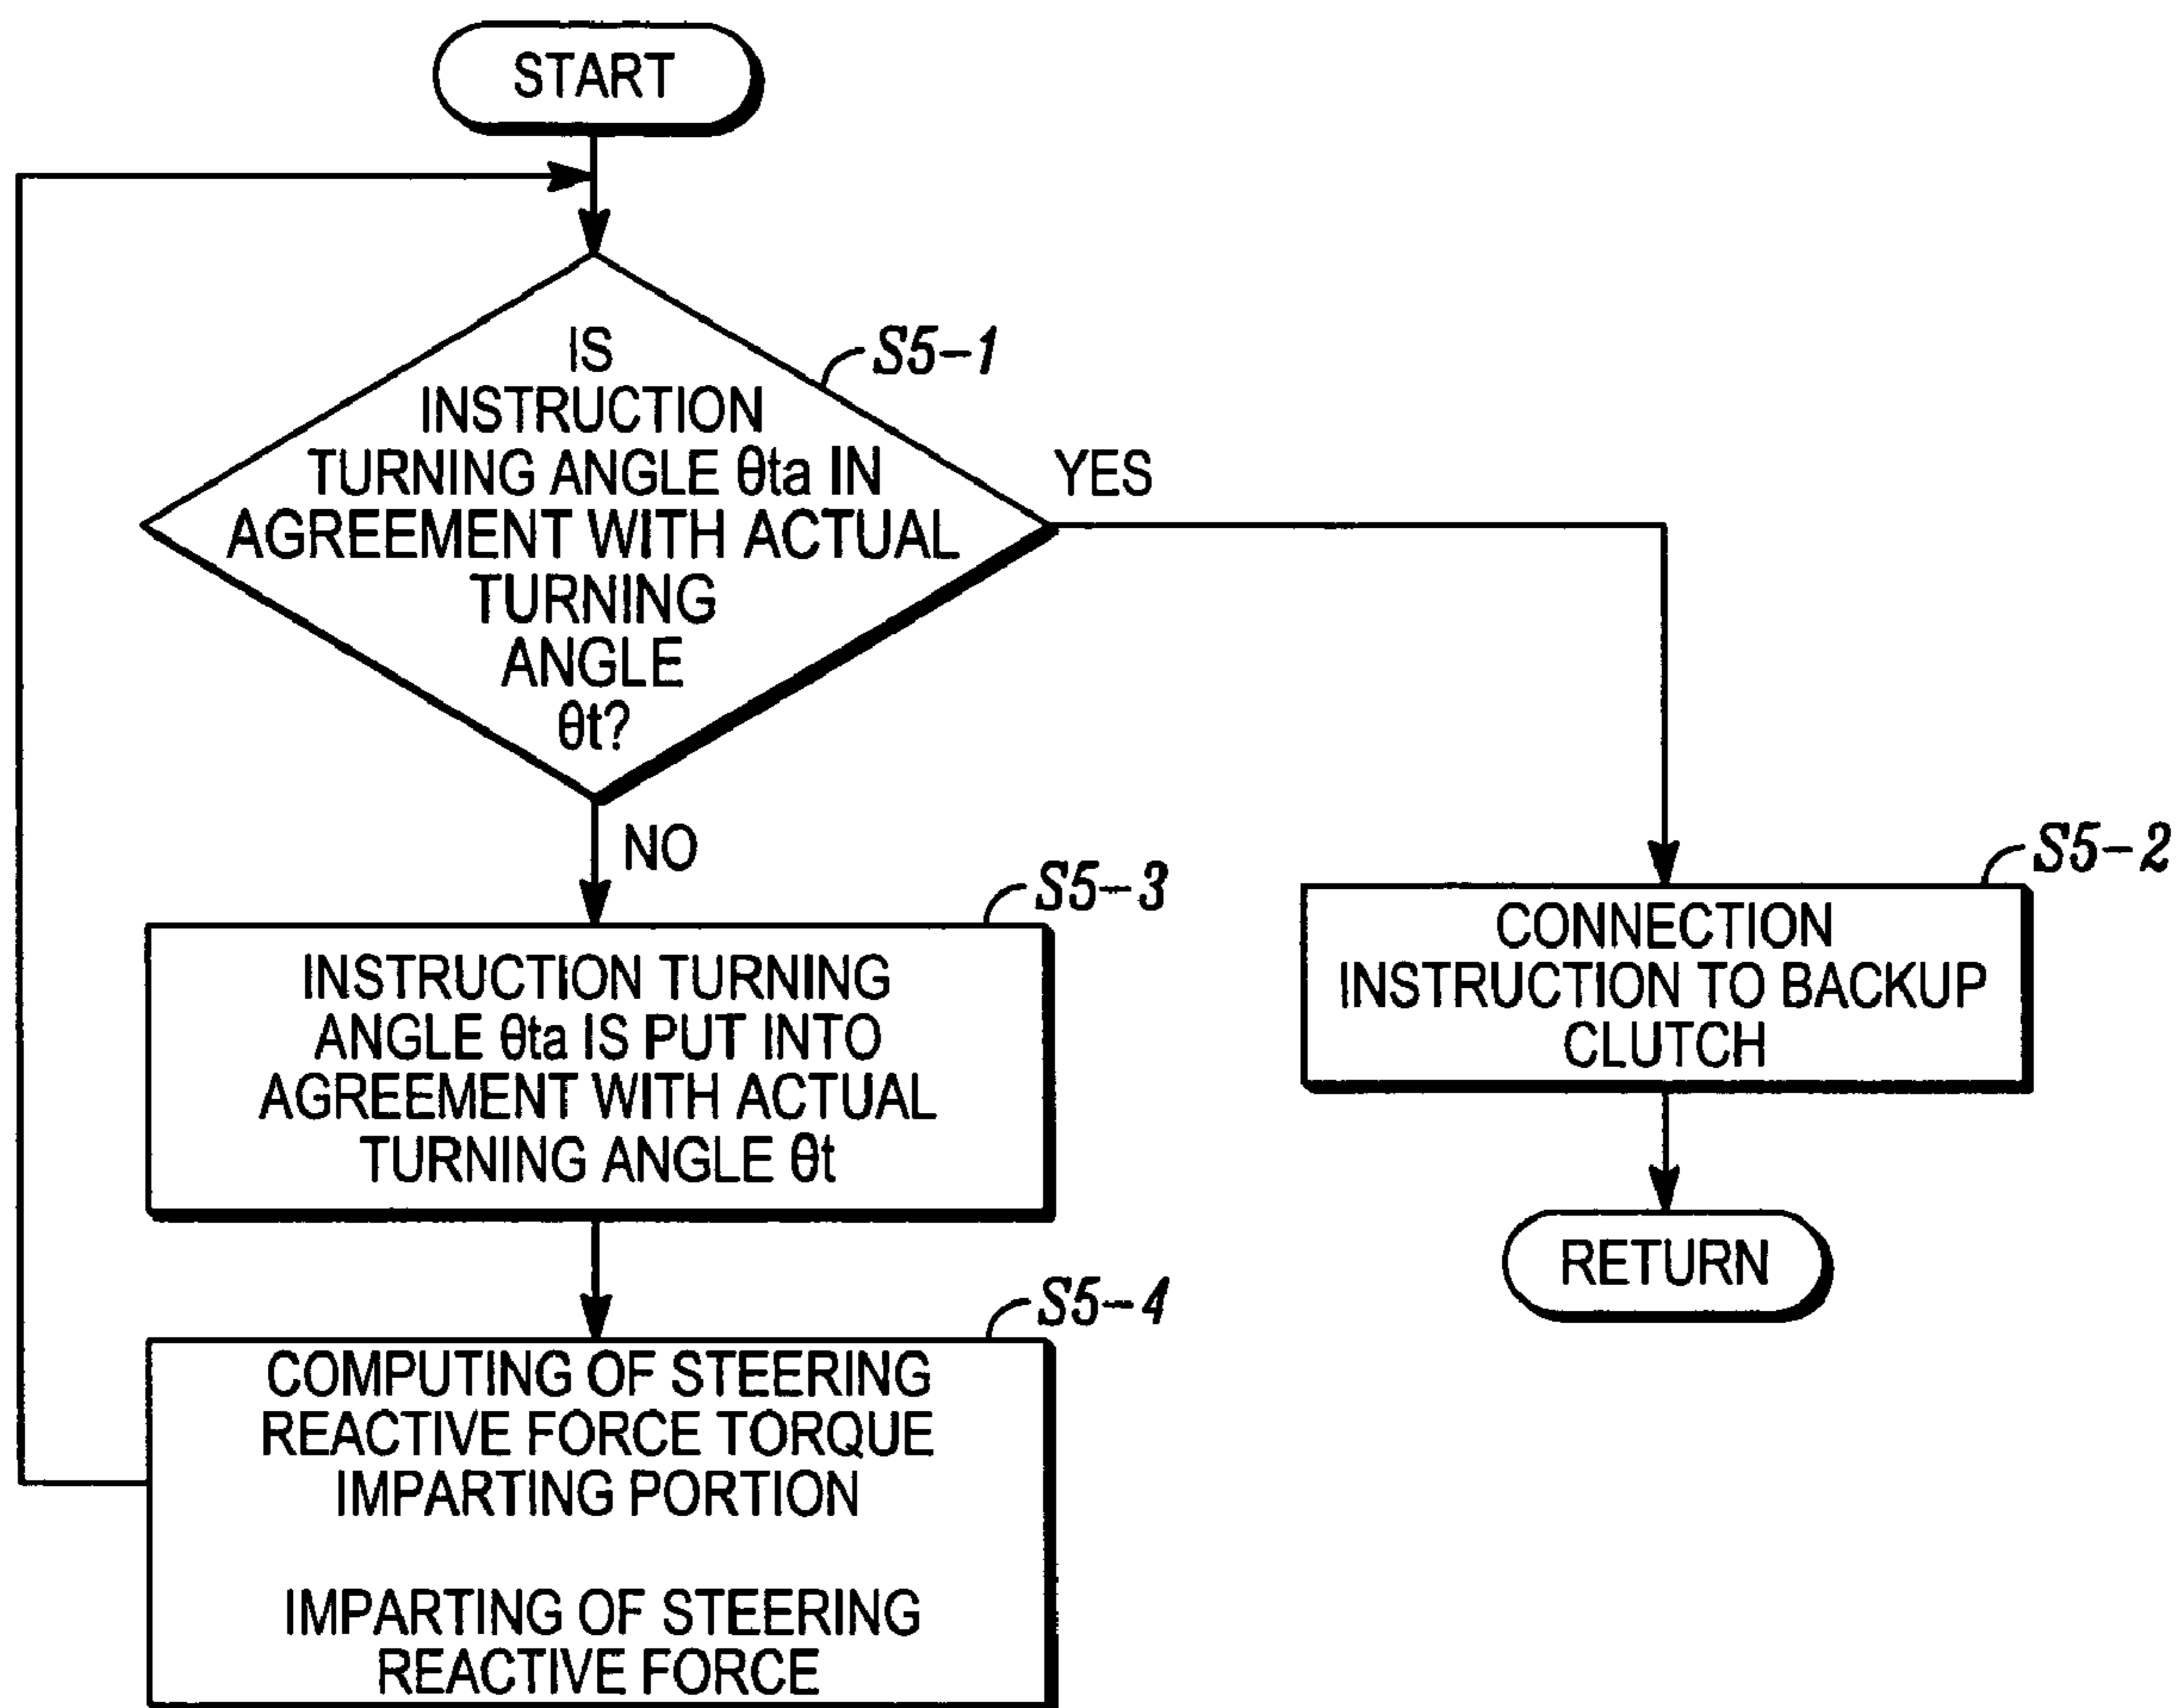 START
IS
INSTRUCTION
TURNING ANGLE θta IN
AGREEMENT WITH ACTUAL
TURNING
ANGLE
θt?
S5-1
YES
NO
S5-3
INSTRUCTION TURNING
ANGLE θta IS PUT INTO
AGREEMENT WITH ACTUAL
TURNING ANGLE θt
S5-4
COMPUTING OF STEERING
REACTIVE FORCE TORQUE
IMPARTING PORTION
IMPARTING OF STEERING
REACTIVE FORCE
S5-2
CONNECTION
INSTRUCTION TO BACKUP
CLUTCH
RETURN